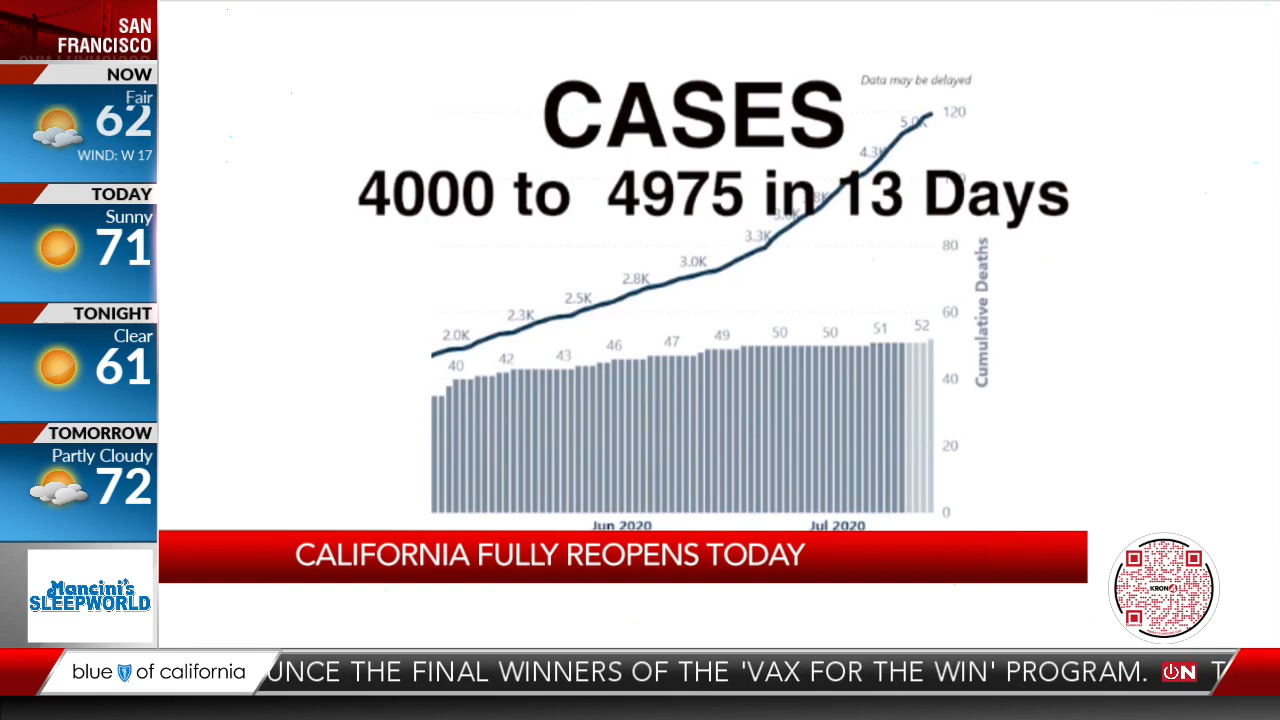 SAN
FRANCISCO
NOW
Fair
62
WIND: W 17
TODAY
Sunny
71
TONIGHT
Clear
61
TOMORROW
Partly Cloudy
72
Mancini's
SLEEPWORLD
Data may be delayed
CASES
4000 to 4975 in 13 Days
120
5.0K
4.3K
3.3K
3.0K
2.8K
2.5K
2.3K
2.0K
80
60
40
20
0
Cumulative Deaths
40
42
43
46
47
49
50
50
51
52
Jun 2020
Jul 2020
CALIFORNIA FULLY REOPENS TODAY
KRON4
blue of california
UNCE THE FINAL WINNERS OF THE 'VAX FOR THE WIN' PROGRAM. ON T